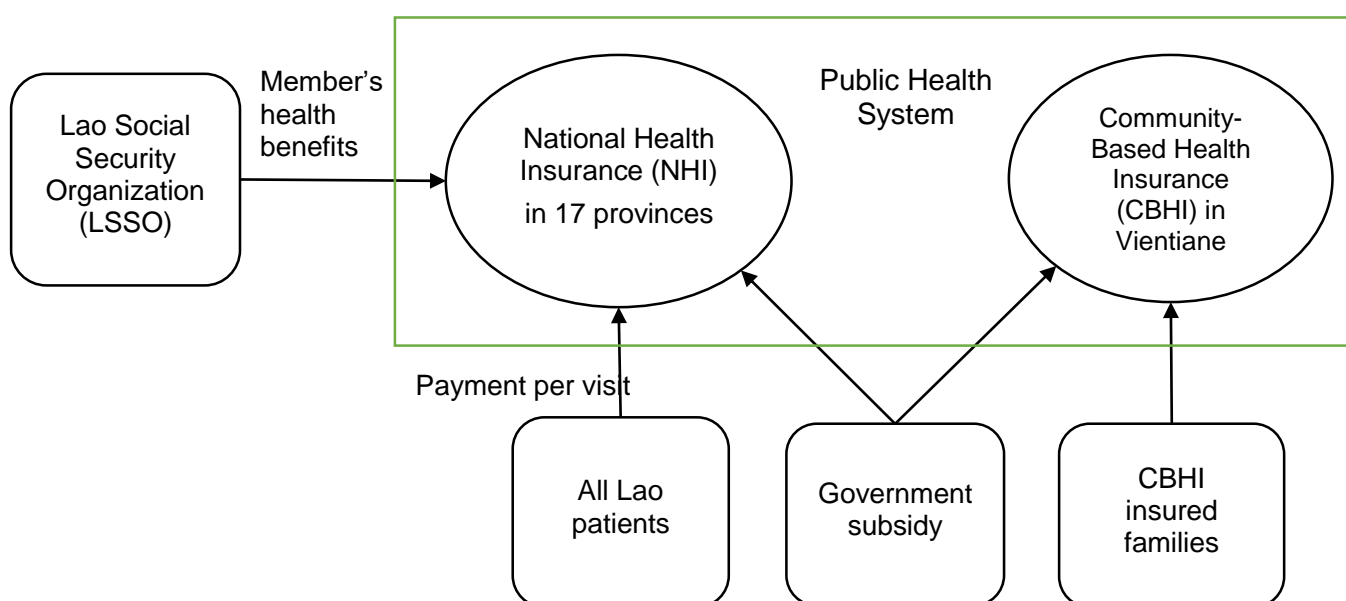 Lao Social
Security
Organization
(LSSO)
Member’s
health
benefits
National Health
Insurance (NHI)
in 17 provinces
Public Health
System
Community-
Based Health
Insurance
(CBHI) in
Vientiane
Payment per visit
All Lao
patients
Government
subsidy
CBHI
insured
families